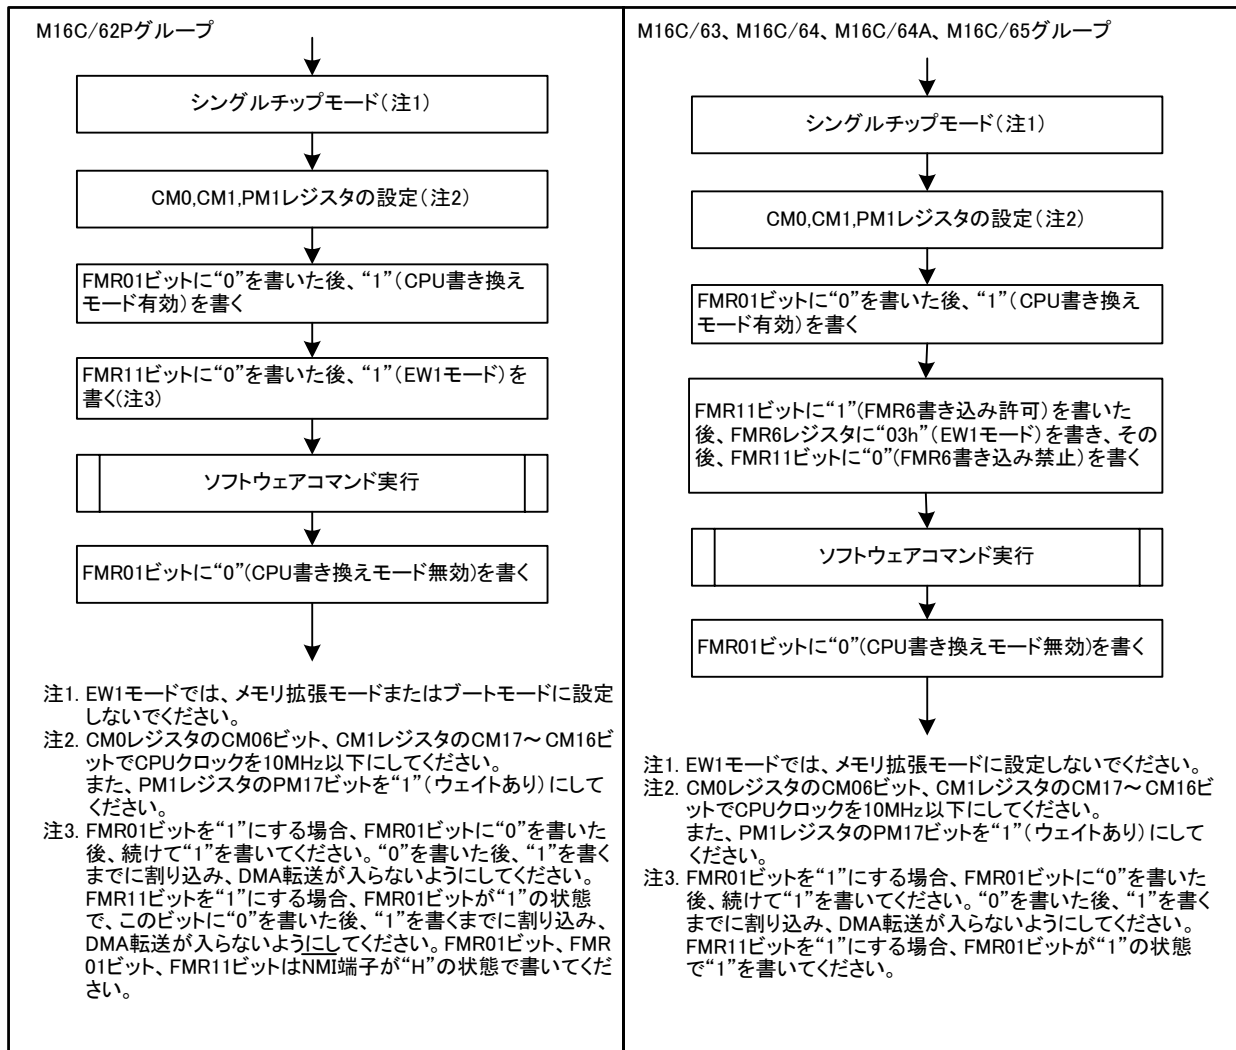 M16C/62Pグループ
シングルチップモード(注1)
CM0,CM1,PM1レジスタの設定(注2)
FMR01ビットに“0”を書いた後、“1”(CPU書き換え
モード有効)を書く
FMR11ビットに“0”を書いた後、“1”(EW1モード)を
書く(注3)
ソフトウェアコマンド実行
FMR01ビットに“0”(CPU書き換えモード無効)を書く
注1. EW1モードでは、メモリ拡張モードまたはブートモードに設定
しないでください。
注2. CM0レジスタのCM06ビット、CM1レジスタのCM17～CM16ビ
ットでCPUクロックを10MHz以下にしてください。
また、PM1レジスタのPM17ビットを“1”(ウェイトあり)にして
ください。
注3. FMR01ビットを“1”にする場合、FMR01ビットに“0”を書いた
後、続けて“1”を書いてください。“0”を書いた後、“1”を書く
までに割り込み、DMA転送が入らないようにしてください。
FMR11ビットを“1”にする場合、FMR01ビットが“1”の状態
で、このビットに“0”を書いた後、“1”を書くまでに割り込み、
DMA転送が入らないようにしてください。FMR01ビット、FMR
01ビット、FMR11ビットはNMI端子が“H”の状態で書いてくだ
さい。
M16C/63、M16C/64、M16C/64A、M16C/65グループ
シングルチップモード(注1)
CM0,CM1,PM1レジスタの設定(注2)
FMR01ビットに“0”を書いた後、“1”(CPU書き換え
モード有効)を書く
FMR11ビットに“1”(FMR6書き込み許可)を書いた
後、FMR6レジスタに“03h”(EW1モード)を書き、その
後、FMR11ビットに“0”(FMR6書き込み禁止)を書く
ソフトウェアコマンド実行
FMR01ビットに“0”(CPU書き換えモード無効)を書く
注1. EW1モードでは、メモリ拡張モードに設定しないでください。
注2. CM0レジスタのCM06ビット、CM1レジスタのCM17～CM16ビ
ットでCPUクロックを10MHz以下にしてください。
また、PM1レジスタのPM17ビットを“1”(ウェイトあり)にして
ください。
注3. FMR01ビットを“1”にする場合、FMR01ビットに“0”を書いた
後、続けて“1”を書いてください。“0”を書いた後、“1”を書く
までに割り込み、DMA転送が入らないようにしてください。
FMR11ビットを“1”にする場合、FMR01ビットが“1”の状態
で“1”を書いてください。